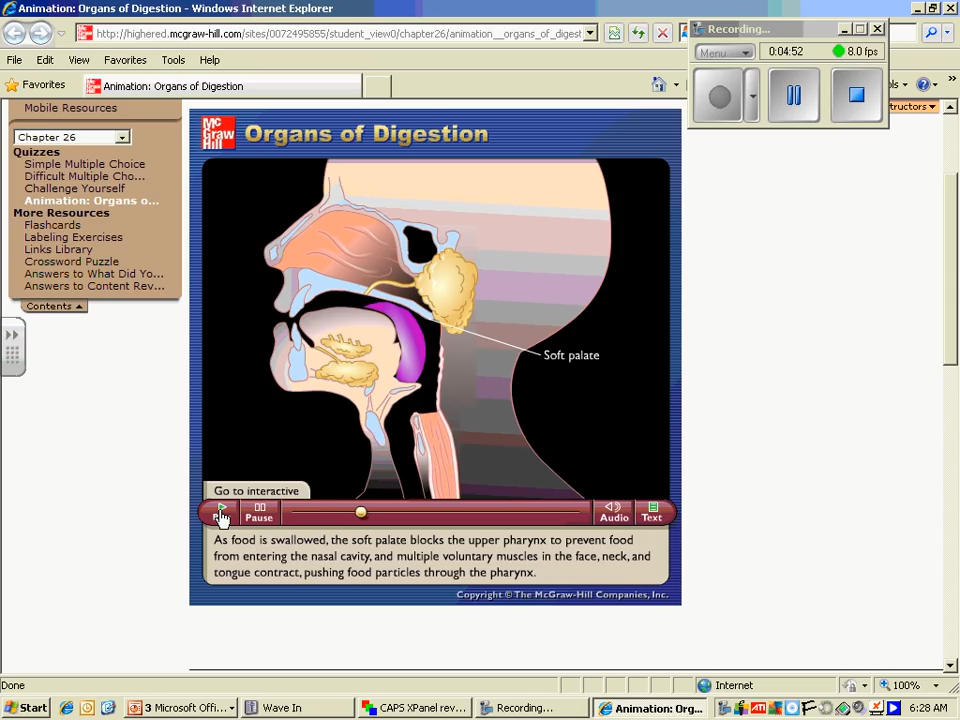 Animation: Organs of Digestion - Windows Internet Explorer
http://highered.mcgraw-hill.com/sites/0072495855/student_view0/chapter26/animation__organs_of_digest
Recording...
Menu
0:04:52
8.0 fps
File Edit View Favorites Tools Help
Favorites
Animation: Organs of Digestion
Mobile Resources
Chapter 26
Quizzes
Simple Multiple Choice
Difficult Multiple Cho...
Challenge Yourself
Animation: Organs o...
More Resources
Flashcards
Labeling Exercises
Links Library
Crossword Puzzle
Answers to What Did Yo...
Answers to Content Rev...
Contents
Mc
Graw
Hill
Organs of Digestion
Soft palate
Go to interactive
Pause
Audio
Text
As food is swallowed, the soft palate blocks the upper pharynx to prevent food
from entering the nasal cavity, and multiple voluntary muscles in the face, neck, and
tongue contract, pushing food particles through the pharynx.
Copyright © The McGraw-Hill Companies, Inc.
Done
Internet
100%
Start
3 Microsoft Offi...
Wave In
CAPS XPanel rev...
Recording...
Animation: Org...
6:28 AM